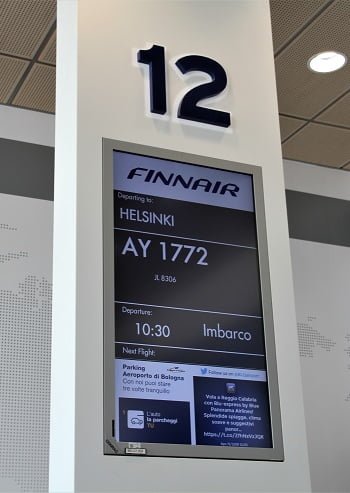 12
FINNAIR
Departing to:
HELSINKI
AY 1772
JL 8306
Departure:
10:30 Imbarco
Next Flight:
Parking
Aeroporto di Bologna
Con noi puoi stare
tre volte tranquillo
1
L'auto
la parcheggi
TU
Follow us on
Vola a Reggio Calabria
con Blu-express by Blue
Panorama Airlines!
Splendide spiagge, clima
soave e suggestivi